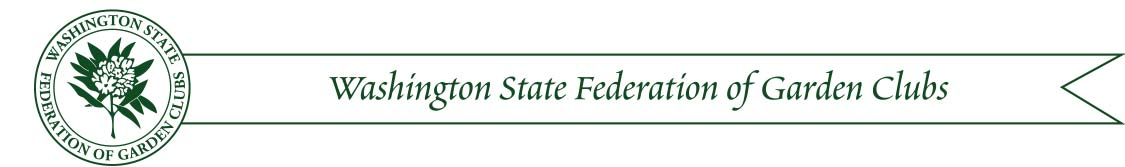 WASHINGTON STATE
FEDERATION OF GARDEN CLUBS
Washington State Federation of Garden Clubs